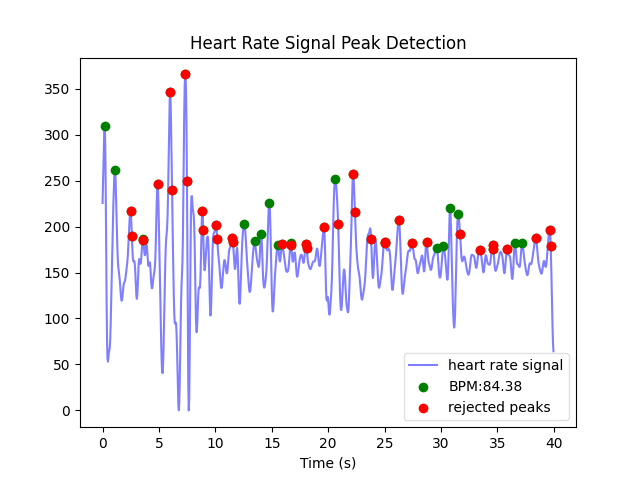 Heart Rate Signal Peak Detection
350
300
250
200
150
100
50
0
heart rate signal
BPM:84.38
rejected peaks
0 5 10 15 20 25 30 35 40
Time (s)